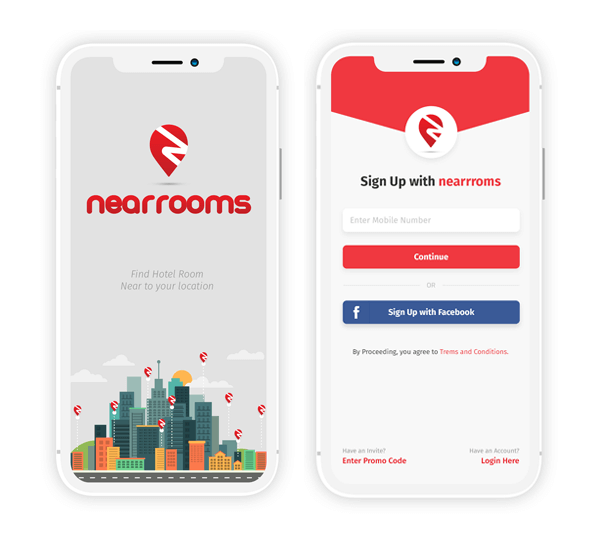 nearrooms
Find Hotel Room
Near to your location
Sign Up with nearrroms
Enter Mobile Number
Continue
OR
f Sign Up with Facebook
By Proceeding, you agree to Trems and Conditions.
Have an Invite?
Enter Promo Code
Have an Account?
Login Here